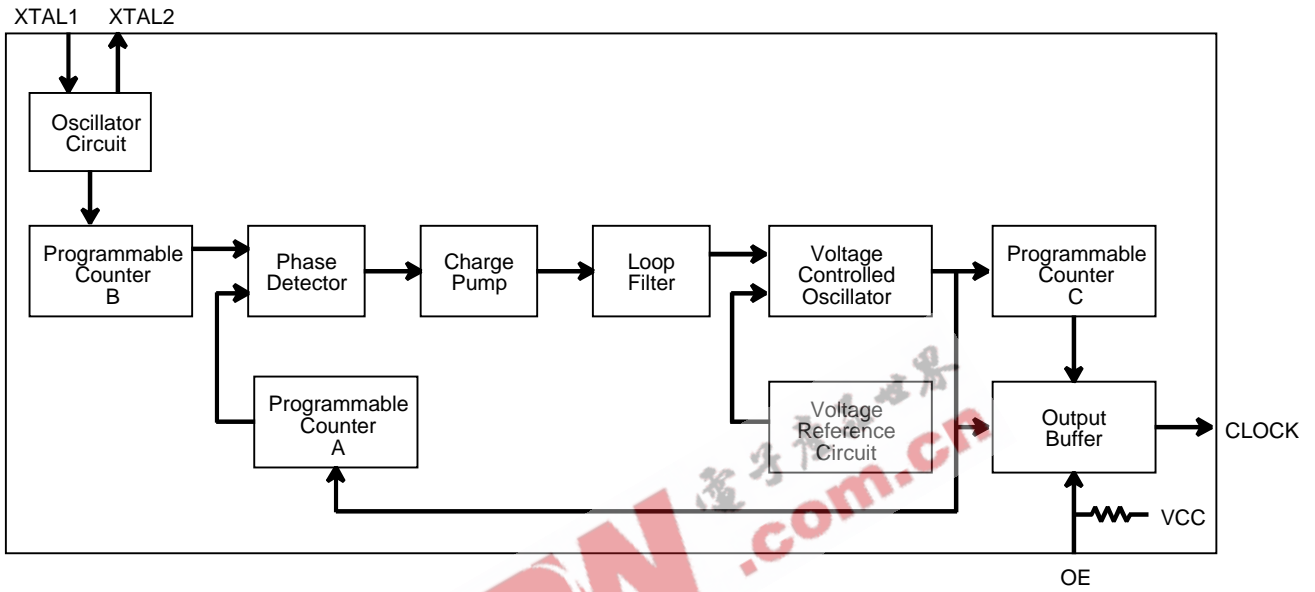 XTAL1 XTAL2
Oscillator
Circuit
Programmable
Counter
B
Phase
Detector
Charge
Pump
Loop
Filter
Voltage
Controlled
Oscillator
Programmable
Counter
C
Programmable
Counter
A
Voltage
Reference
Circuit
Output
Buffer
CLOCK
VCC
OE
.com.cn